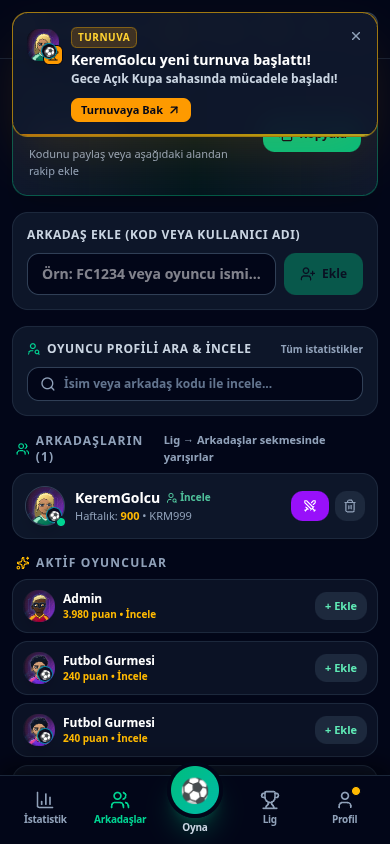 TURNUVA
KeremGolcu yeni turnuva başlattı!
Gece Açık Kupa sahasında mücadele başladı!
Turnuvaya Bak
Kodunu paylaş veya aşağıdaki alandan
rakip ekle
ARKADAŞ EKLE (KOD VEYA KULLANICI ADI)
Örn: FC1234 veya oyuncu ismi...
Ekle
OYUNCU PROFİLİ ARA & İNCELE
Tüm istatistikler
İsim veya arkadaş kodu ile incele...
ARKADAŞLARIN
(1)
Lig → Arkadaşlar sekmesinde
yarışırlar
KeremGolcu İncele
Haftalık: 900 • KRM999
AKTİF OYUNCULAR
Admin
3.980 puan • İncele
+ Ekle
Futbol Gurmesi
240 puan • İncele
+ Ekle
Futbol Gurmesi
240 puan • İncele
+ Ekle
İstatistik
Arkadaşlar
Oyna
Lig
Profil